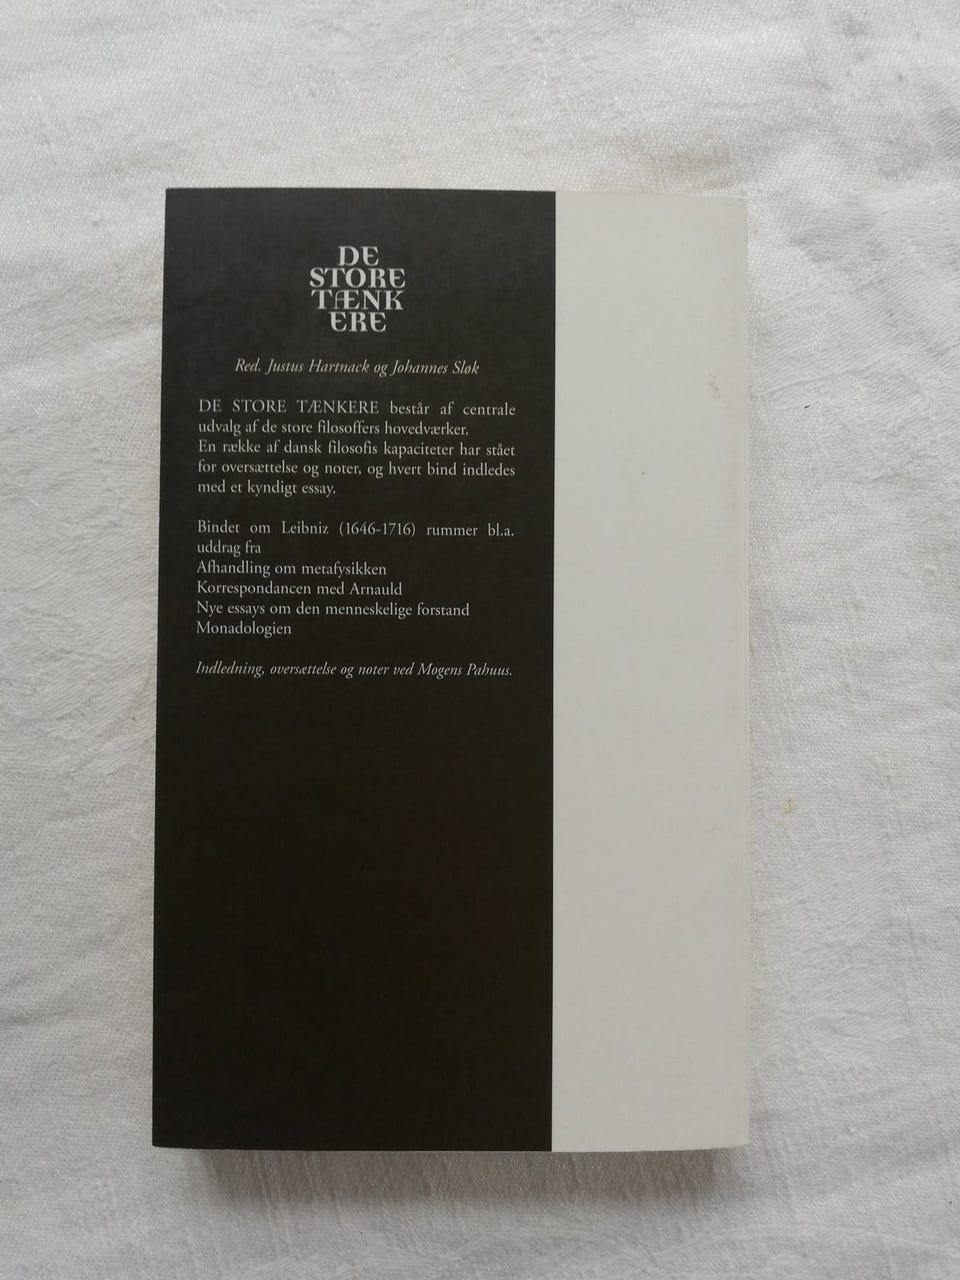 DE
STORE
TÆNK
ERE
Red. Justus Hartnack og Johannes Sløk
DE STORE TÆNKERE består af centrale
udvalg af de store filosoffers hovedværker.
En række af dansk filosofis kapaciteter har stået
for oversættelse og noter, og hvert bind indledes
med et kyndigt essay.
Bindet om Leibniz (1646-1716) rummer bl.a.
uddrag fra
Afhandling om metafysikken
Korrespondancen med Arnauld
Nye essays om den menneskelige forstand
Monadologien
Indledning, oversættelse og noter ved Mogens Pahuus.